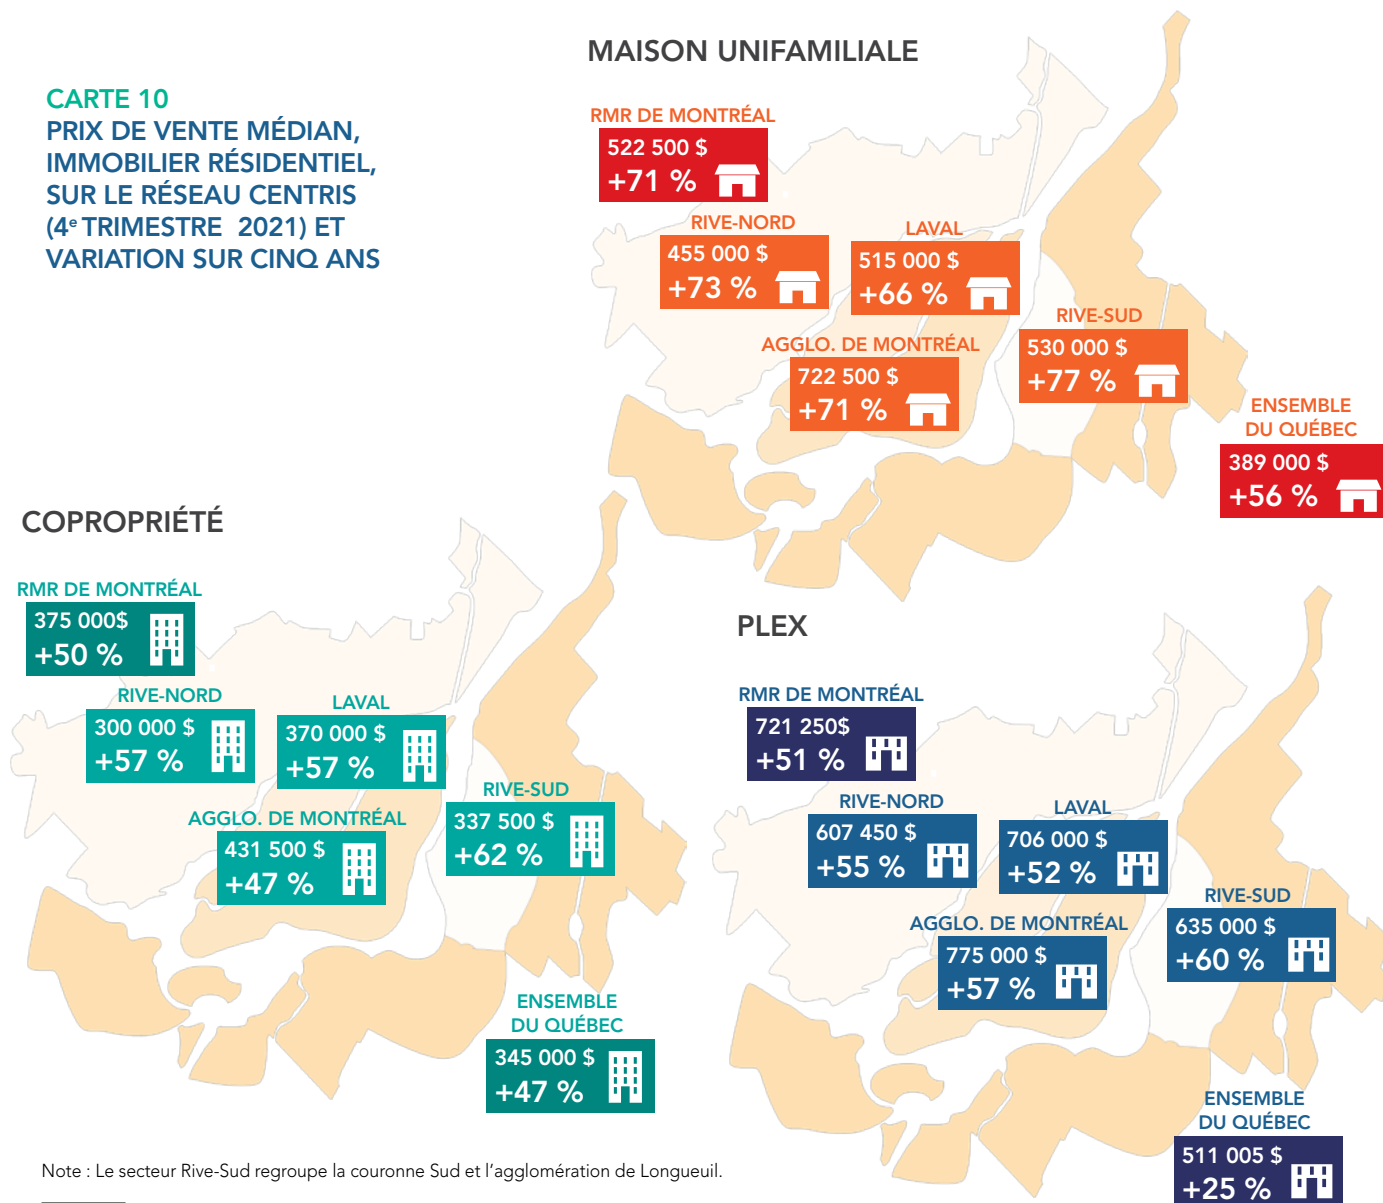 CARTE 10
PRIX DE VENTE MÉDIAN,
IMMOBILIER RÉSIDENTIEL,
SUR LE RÉSEAU CENTRIS
(4e TRIMESTRE 2021) ET
VARIATION SUR CINQ ANS
MAISON UNIFAMILIALE
RMR DE MONTRÉAL
522 500 $
+71 %
RIVE-NORD
455 000 $
+73 %
LAVAL
515 000 $
+66 %
RIVE-SUD
530 000 $
+77 %
AGGLO. DE MONTRÉAL
722 500 $
+71 %
ENSEMBLE
DU QUÉBEC
389 000 $
+56 %
COPROPRIÉTÉ
RMR DE MONTRÉAL
375 000$
+50 %
RIVE-NORD
300 000 $
+57 %
LAVAL
370 000 $
+57 %
RIVE-SUD
337 500 $
+62 %
AGGLO. DE MONTRÉAL
431 500 $
+47 %
ENSEMBLE
DU QUÉBEC
345 000 $
+47 %
PLEX
RMR DE MONTRÉAL
721 250$
+51 %
RIVE-NORD
607 450 $
+55 %
LAVAL
706 000 $
+52 %
RIVE-SUD
635 000 $
+60 %
AGGLO. DE MONTRÉAL
775 000 $
+57 %
ENSEMBLE
DU QUÉBEC
511 005 $
+25 %
Note : Le secteur Rive-Sud regroupe la couronne Sud et l'agglomération de Longueuil.